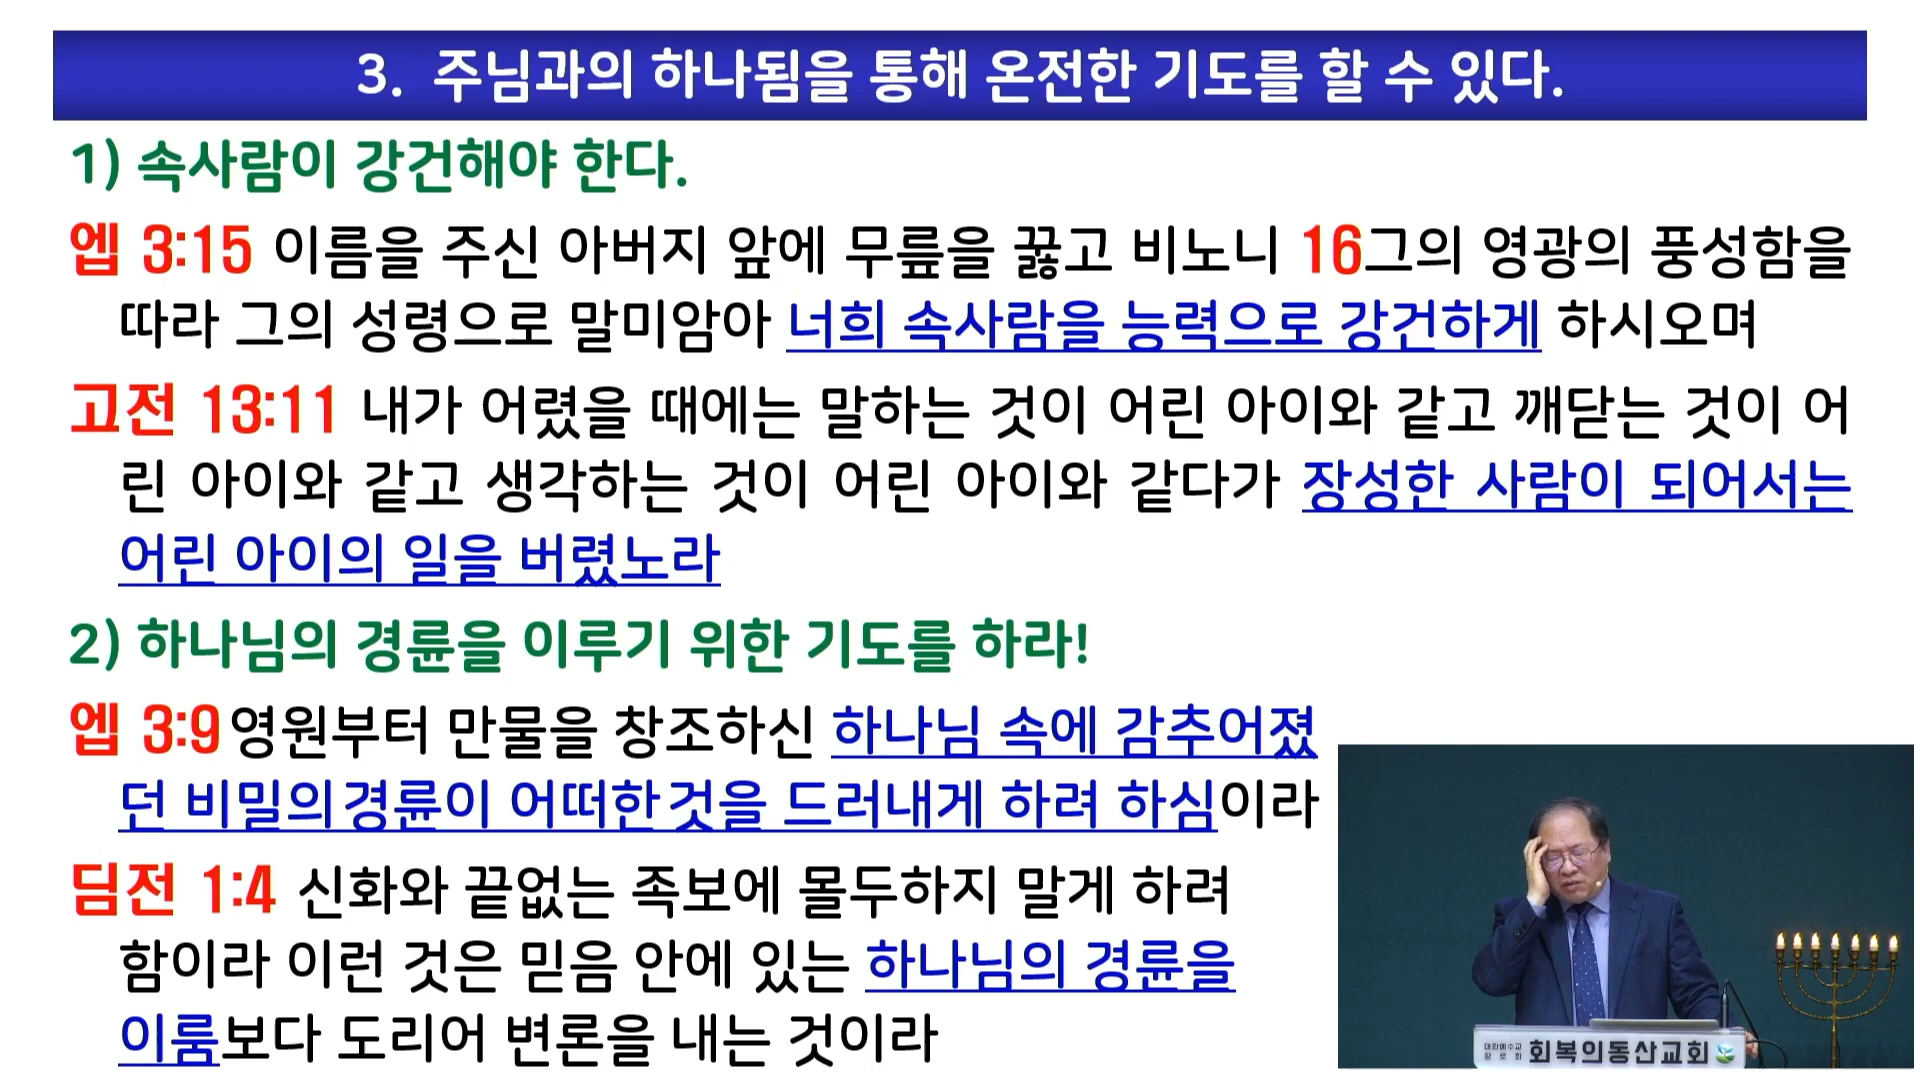 3. 주님과의 하나됨을 통해 온전한 기도를 할 수 있다.
1) 속사람이 강건해야 한다.
엡 3:15 이름을 주신 아버지 앞에 무릎을 꿇고 비노니 16그의 영광의 풍성함을
따라 그의 성령으로 말미암아 너희 속사람을 능력으로 강건하게 하시오며
고전 13:11 내가 어렸을 때에는 말하는 것이 어린 아이와 같고 깨닫는 것이 어
린 아이와 같고 생각하는 것이 어린 아이와 같다가 장성한 사람이 되어서는
어린 아이의 일을 버렸노라
2) 하나님의 경륜을 이루기 위한 기도를 하라!
엡 3:9 영원부터 만물을 창조하신 하나님 속에 감추어졌
던 비밀의 경륜이 어떠한 것을 드러내게 하려 하심이라
딤전 1:4 신화와 끝없는 족보에 몰두하지 말게 하려
함이라 이런 것은 믿음 안에 있는 하나님의 경륜을
이룸보다 도리어 변론을 내는 것이라
대한예수교
장로회 회복의동산교회